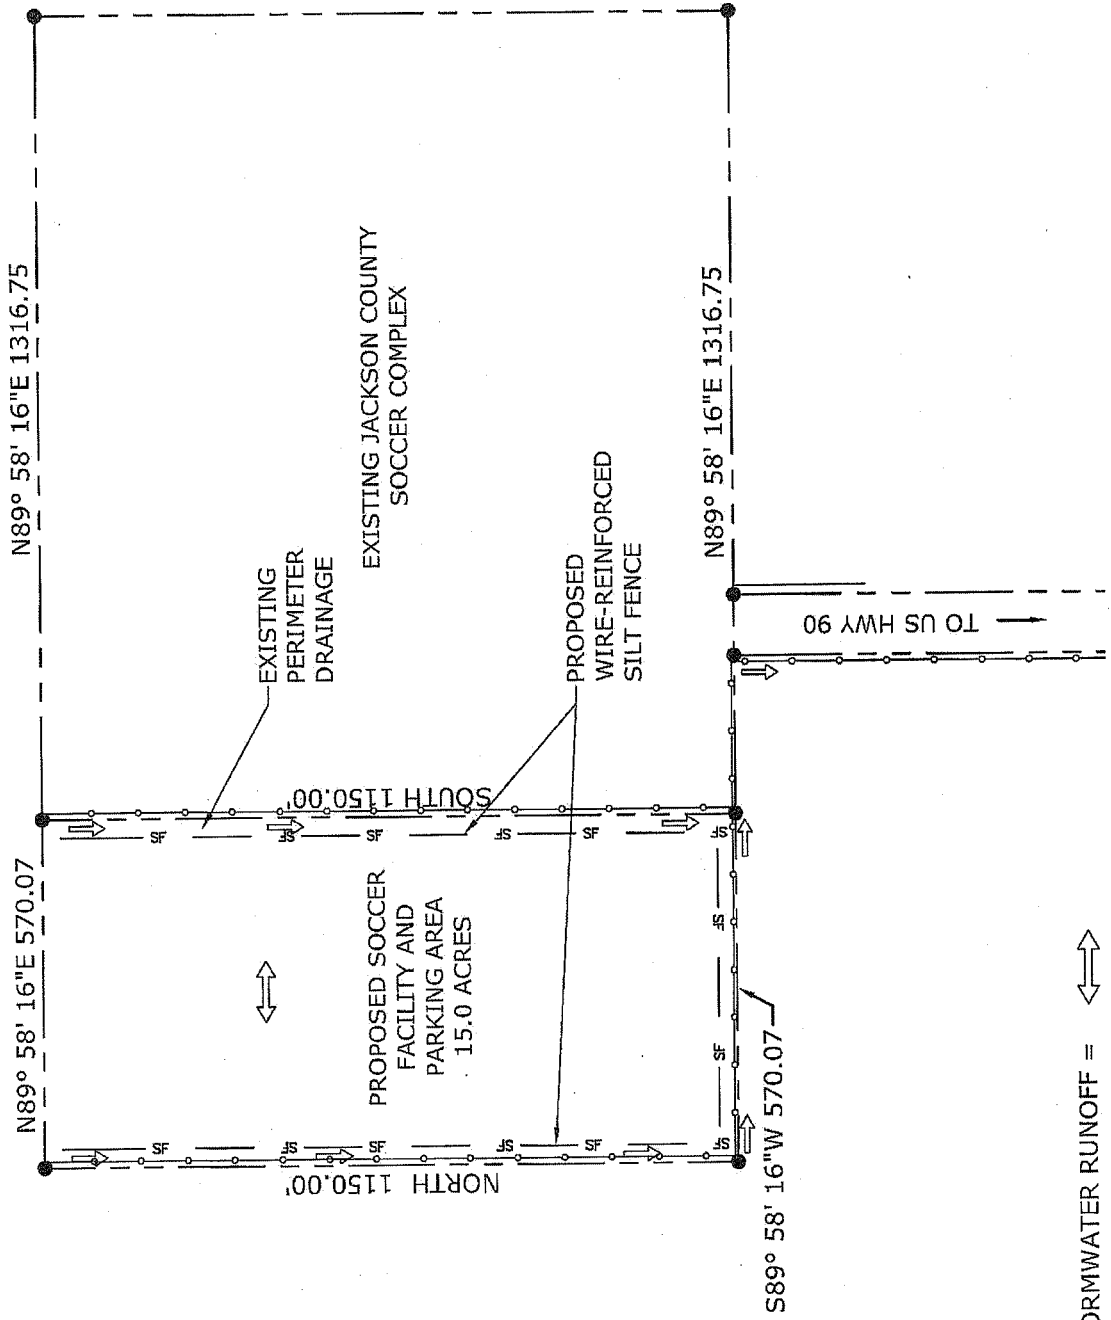 N89° 58' 16"E 570.07
N89° 58' 16"E 1316.75
EXISTING
PERIMETER
DRAINAGE
EXISTING JACKSON COUNTY
SOCCER COMPLEX
NORTH 1150.00'
SOUTH 1150.00'
SF
SF
SF
SF
SF
SF
SF
SF
SF
SF
SF
SF
SF
SF
PROPOSED SOCCER
FACILITY AND
PARKING AREA
15.0 ACRES
PROPOSED
WIRE-REINFORCED
SILT FENCE
S89° 58' 16"W 570.07
N89° 58' 16"E 1316.75
TO US HWY 90
ORMWATER RUNOFF =